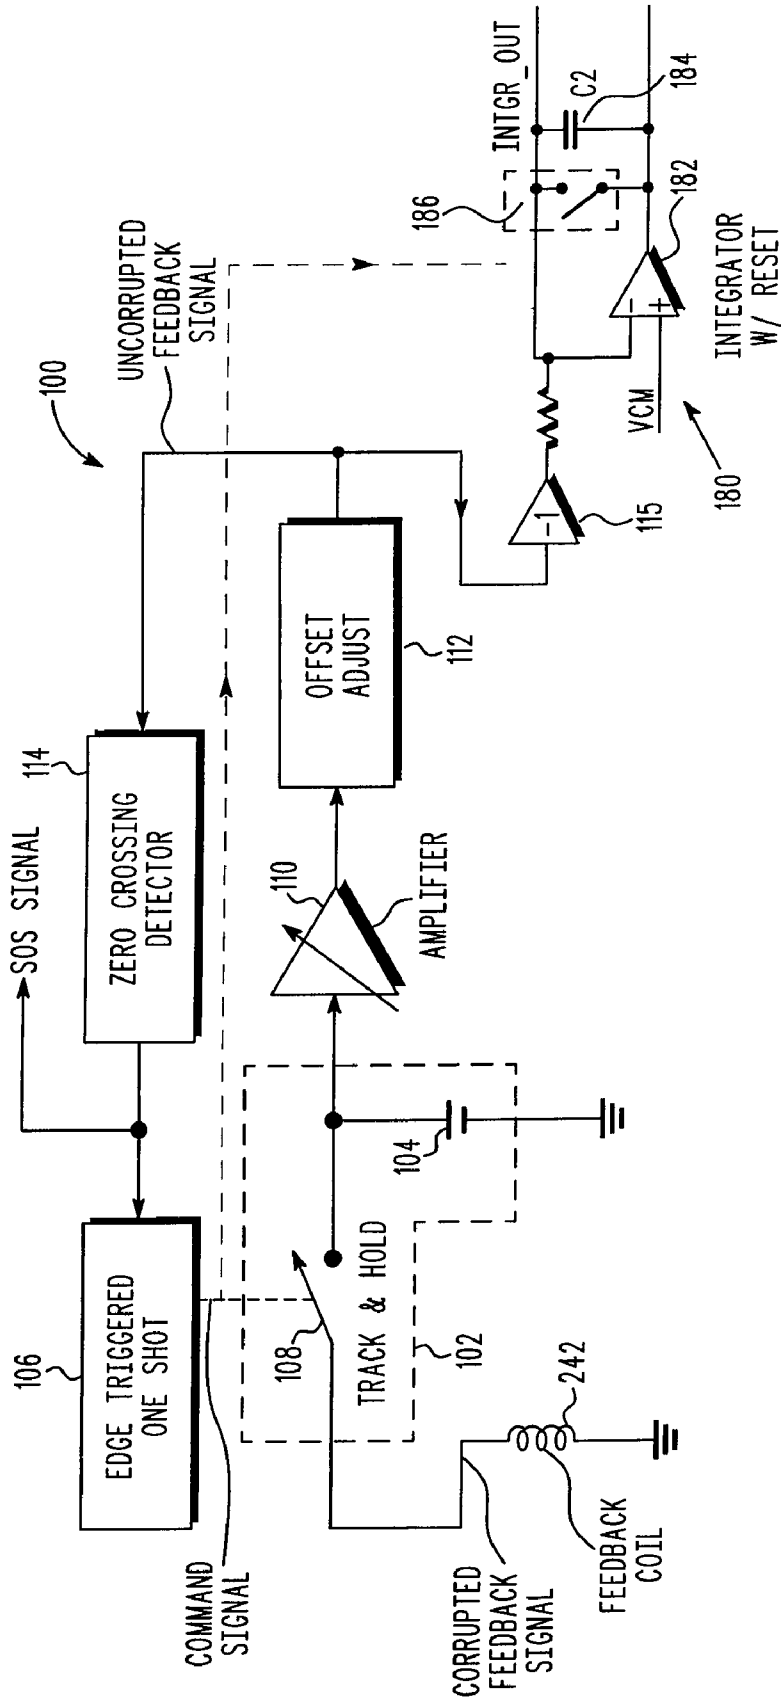 100
UNCORRUPTED
FEEDBACK
SIGNAL
SOS SIGNAL
106
EDGE TRIGGERED
ONE SHOT
114
ZERO CROSSING
DETECTOR
COMMAND
SIGNAL
108
TRACK & HOLD
102
104
110
AMPLIFIER
OFFSET
ADJUST
112
CORRUPTED
FEEDBACK
SIGNAL
242
FEEDBACK
COIL
-1
115
186
INTGR_OUT
C2
184
182
-
+
VCM
180
INTEGRATOR
W/ RESET